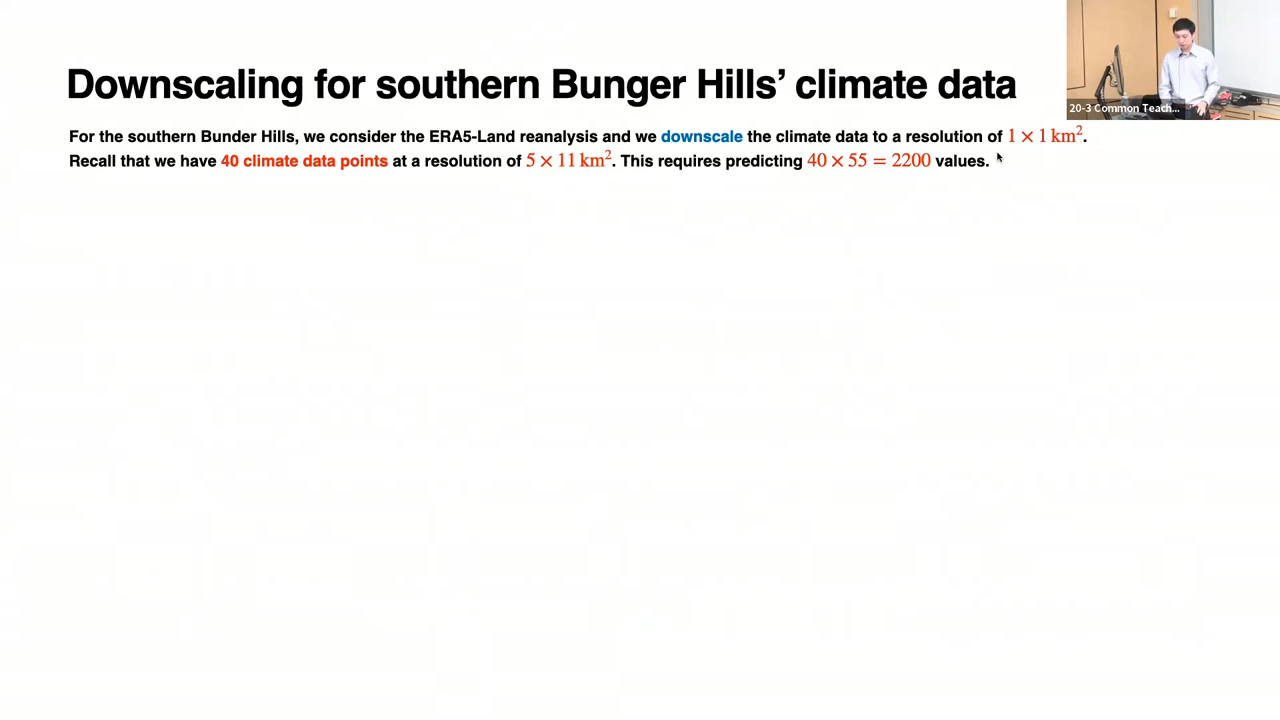 Downscaling for southern Bunger Hills’ climate data
For the southern Bunder Hills, we consider the ERA5-Land reanalysis and we downscale the climate data to a resolution of 1 × 1 km².
Recall that we have 40 climate data points at a resolution of 5 × 11 km². This requires predicting 40 × 55 = 2200 values.
20-3 Common Teach...